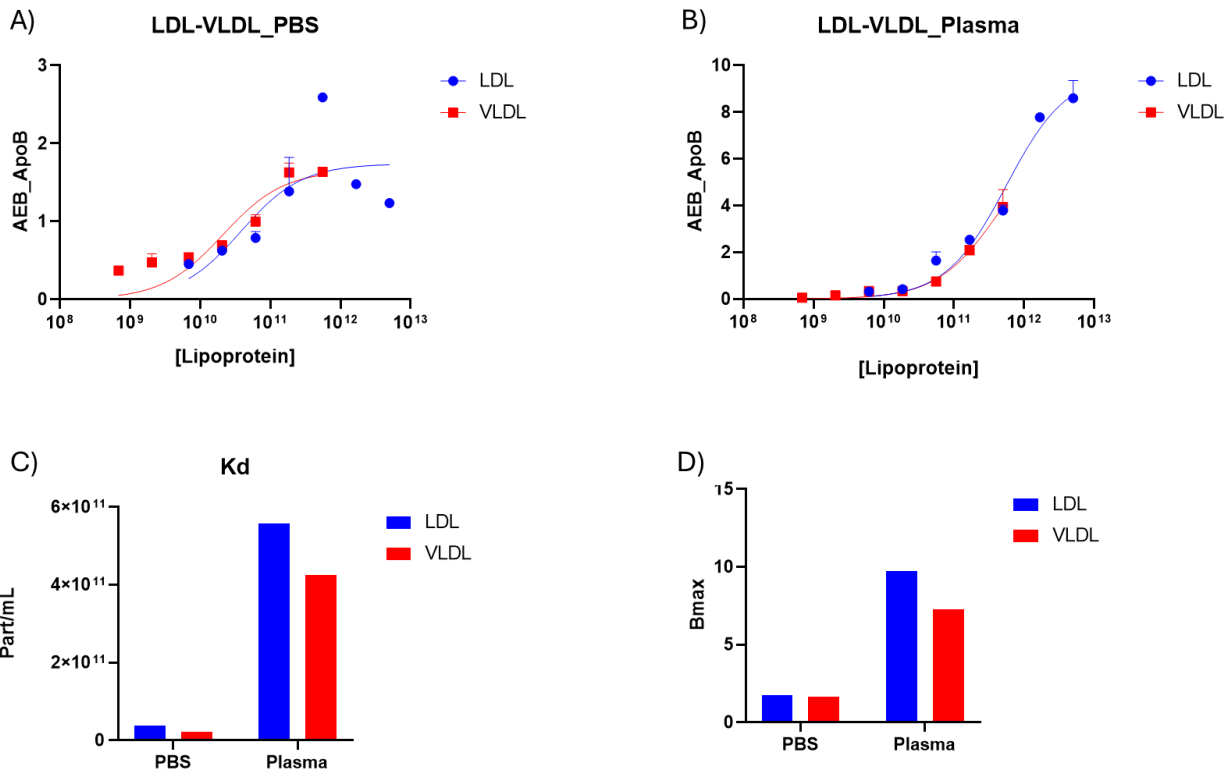 A)
LDL-VLDL_PBS
AEB_ApoB
3
2
1
0
10⁸
10⁹
10¹⁰
10¹¹
10¹²
10¹³
[Lipoprotein]
LDL
VLDL
B)
LDL-VLDL_Plasma
AEB_ApoB
10
8
6
4
2
0
10⁸
10⁹
10¹⁰
10¹¹
10¹²
10¹³
[Lipoprotein]
LDL
VLDL
C)
Kd
Part/mL
6×10¹¹
4×10¹¹
2×10¹¹
0
PBS
Plasma
LDL
VLDL
D)
Bmax
15
10
5
0
PBS
Plasma
LDL
VLDL